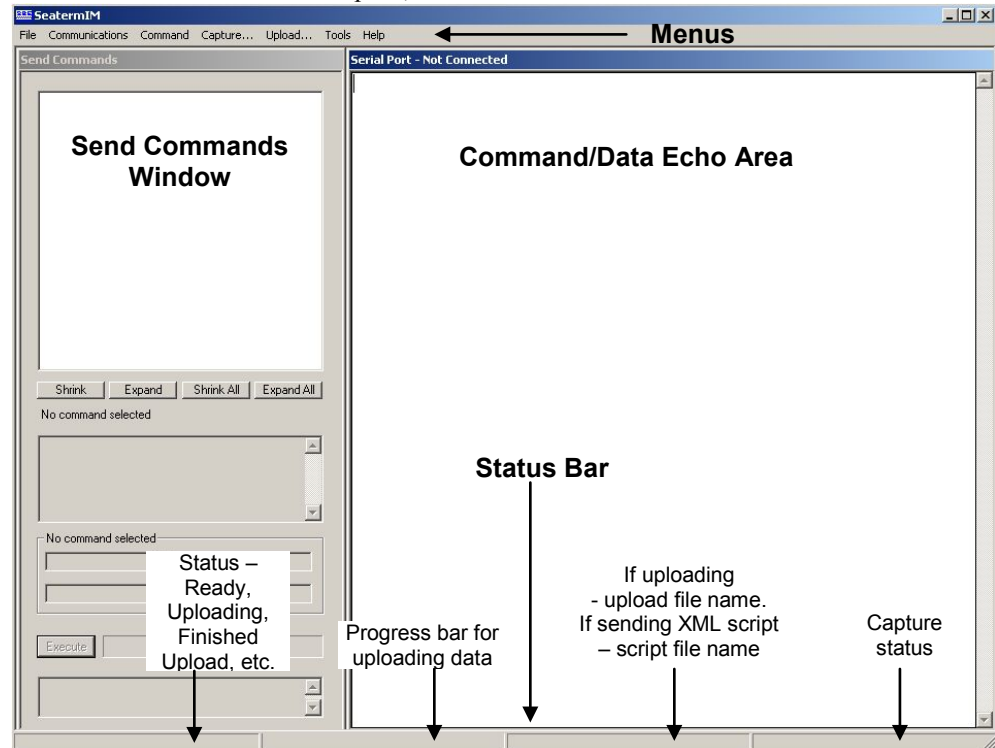 SeatermIM
File Communications Command Capture... Upload... Tools Help
Menus
Send Commands
Serial Port - Not Connected
Send Commands
Window
Command/Data Echo Area
Shrink Expand Shrink All Expand All
No command selected
Status Bar
No command selected
Status –
Ready,
Uploading,
Finished
Upload, etc.
Execute
Progress bar for
uploading data
If uploading
- upload file name.
If sending XML script
– script file name
Capture
status